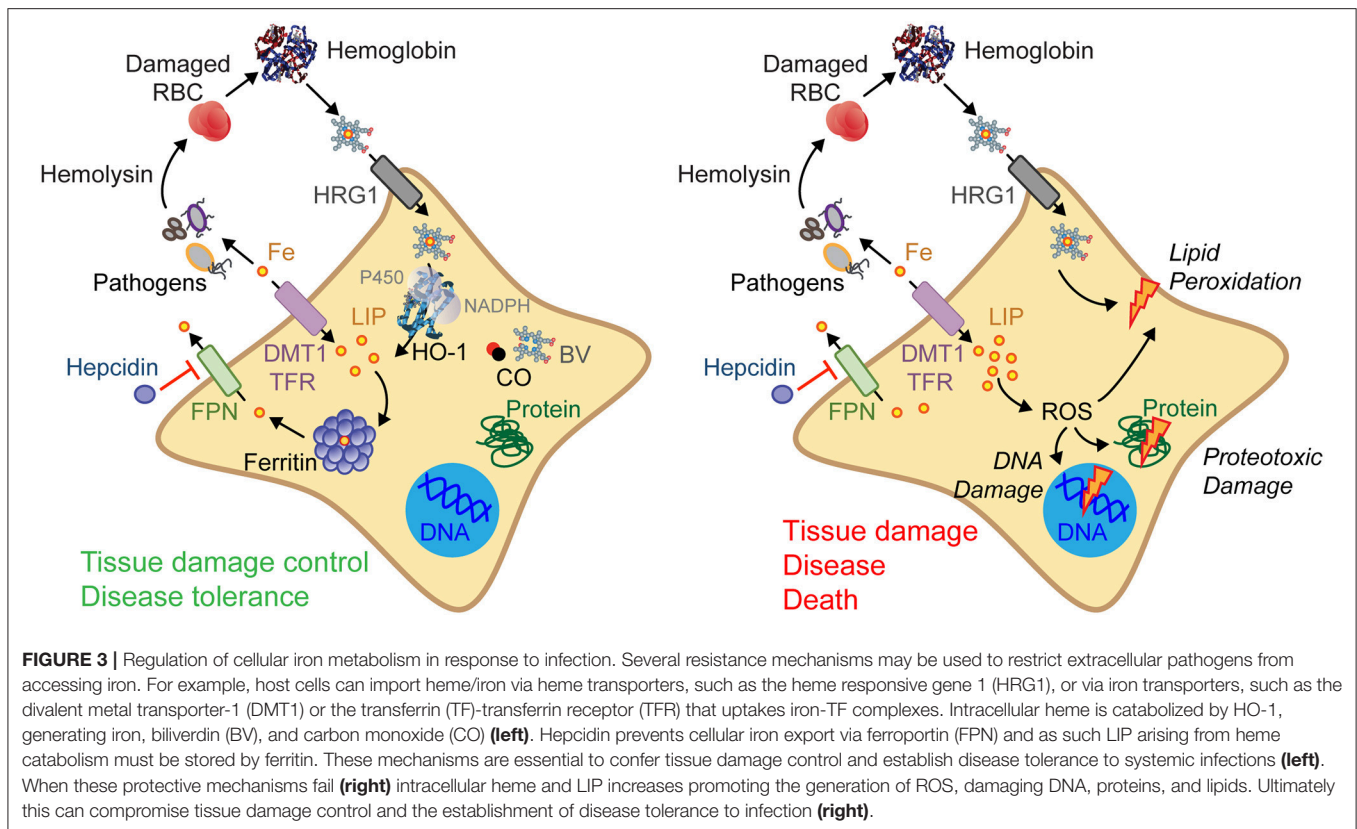 Hemoglobin
Damaged
RBC
Hemolysin
HRG1
Fe
Pathogens
P450
NADPH
LIP
HO-1
BV
CO
DMT1
TFR
Hepcidin
FPN
Ferritin
Protein
DNA
Tissue damage control
Disease tolerance
Hemoglobin
Damaged
RBC
Hemolysin
HRG1
Fe
Pathogens
Lipid
Peroxidation
LIP
DMT1
TFR
Hepcidin
FPN
ROS
Protein
DNA
Damage
Proteotoxic
Damage
DNA
Tissue damage
Disease
Death
FIGURE 3 | Regulation of cellular iron metabolism in response to infection. Several resistance mechanisms may be used to restrict extracellular pathogens from
accessing iron. For example, host cells can import heme/iron via heme transporters, such as the heme responsive gene 1 (HRG1), or via iron transporters, such as the
divalent metal transporter-1 (DMT1) or the transferrin (TF)-transferrin receptor (TFR) that uptakes iron-TF complexes. Intracellular heme is catabolized by HO-1,
generating iron, biliverdin (BV), and carbon monoxide (CO) (left). Hepcidin prevents cellular iron export via ferroportin (FPN) and as such LIP arising from heme
catabolism must be stored by ferritin. These mechanisms are essential to confer tissue damage control and establish disease tolerance to systemic infections (left).
When these protective mechanisms fail (right) intracellular heme and LIP increases promoting the generation of ROS, damaging DNA, proteins, and lipids. Ultimately
this can compromise tissue damage control and the establishment of disease tolerance to infection (right).